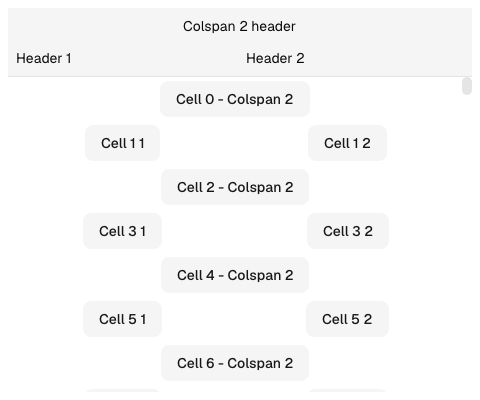 Colspan 2 header
Header 1 Header 2
Cell 0 - Colspan 2
Cell 1 1 Cell 1 2
Cell 2 - Colspan 2
Cell 3 1 Cell 3 2
Cell 4 - Colspan 2
Cell 5 1 Cell 5 2
Cell 6 - Colspan 2